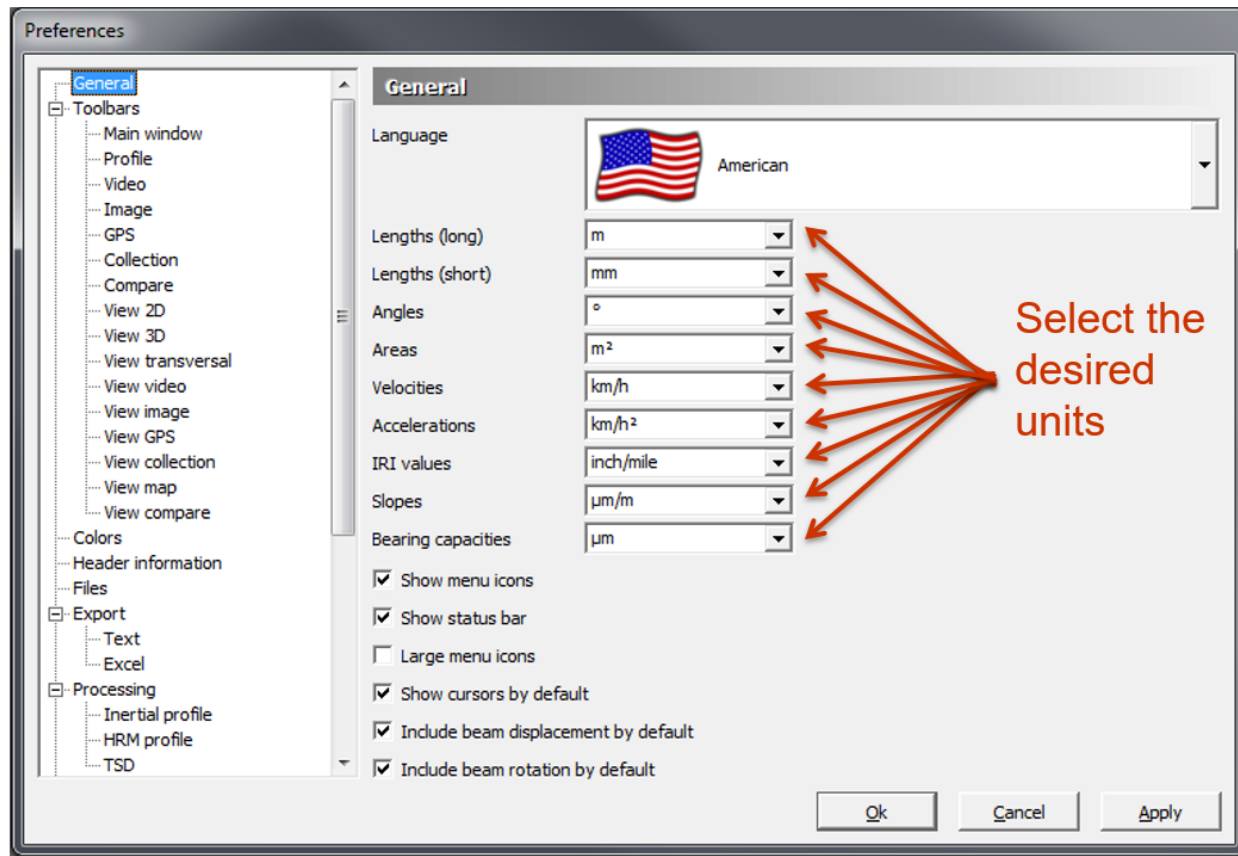 Preferences
General
Toolbars
Main window
Profile
Video
Image
GPS
Collection
Compare
View 2D
View 3D
View transversal
View video
View image
View GPS
View collection
View map
View compare
Colors
Header information
Files
Export
Text
Excel
Processing
Inertial profile
HRM profile
TSD
General
Language
American
Lengths (long) m
Lengths (short) mm
Angles °
Areas m²
Velocities km/h
Accelerations km/h²
IRI values inch/mile
Slopes µm/m
Bearing capacities µm
Show menu icons
Show status bar
Large menu icons
Show cursors by default
Include beam displacement by default
Include beam rotation by default
Select the
desired
units
Ok Cancel Apply